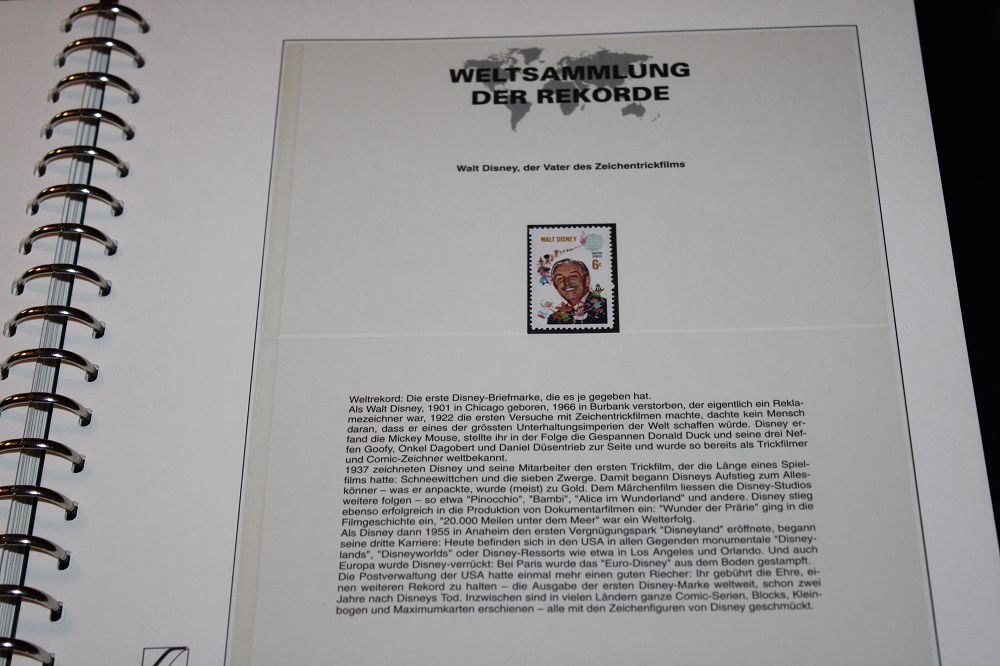 WELTSAMMLUNG
DER REKORDE
Walt Disney, der Vater des Zeichentrickfilms
WALT DISNEY
UNITED
STATES
6c
Weltrekord: Die erste Disney-Briefmarke, die es je gegeben hat.
Als Walt Disney, 1901 in Chicago geboren, 1966 in Burbank verstorben, der eigentlich ein Rekla-
mezeichner war, 1922 die ersten Versuche mit Zeichentrickfilmen machte, dachte kein Mensch
daran, dass er eines der grössten Unterhaltungsimperien der Welt schaffen würde. Disney er-
fand die Mickey Mouse, stellte ihr in der Folge die Gespannen Donald Duck und seine drei Nef-
fen Goofy, Onkel Dagobert und Daniel Düsentrieb zur Seite und wurde so bereits als Trickfilmer
und Comic-Zeichner weltbekannt.
1937 zeichneten Disney und seine Mitarbeiter den ersten Trickfilm, der die Länge eines Spiel-
films hatte: Schneewittchen und die sieben Zwerge. Damit begann Disneys Aufstieg zum Alles-
könner – was er anpackte, wurde (meist) zu Gold. Dem Märchenfilm liessen die Disney-Studios
weitere folgen – so etwa "Pinocchio", "Bambi", "Alice im Wunderland" und andere. Disney stieg
ebenso erfolgreich in die Produktion von Dokumentarfilmen ein: "Wunder der Prärie" ging in die
Filmgeschichte ein, "20.000 Meilen unter dem Meer" war ein Welterfolg.
Als Disney dann 1955 in Anaheim den ersten Vergnügungspark "Disneyland" eröffnete, begann
seine dritte Karriere: Heute befinden sich in den USA in allen Gegenden monumentale "Disney-
lands", "Disneyworlds" oder Disney-Ressorts wie etwa in Los Angeles und Orlando. Und auch
Europa wurde Disney-verrückt: Bei Paris wurde das "Euro-Disney" aus dem Boden gestampft.
Die Postverwaltung der USA hatte einmal mehr einen guten Riecher: Ihr gebührt die Ehre, ei-
nen weiteren Rekord zu halten – die Ausgabe der ersten Disney-Marke weltweit, schon zwei
Jahre nach Disneys Tod. Inzwischen sind in vielen Ländern ganze Comic-Serien, Blocks, Klein-
bogen und Maximumkarten erschienen – alle mit den Zeichenfiguren von Disney geschmückt.